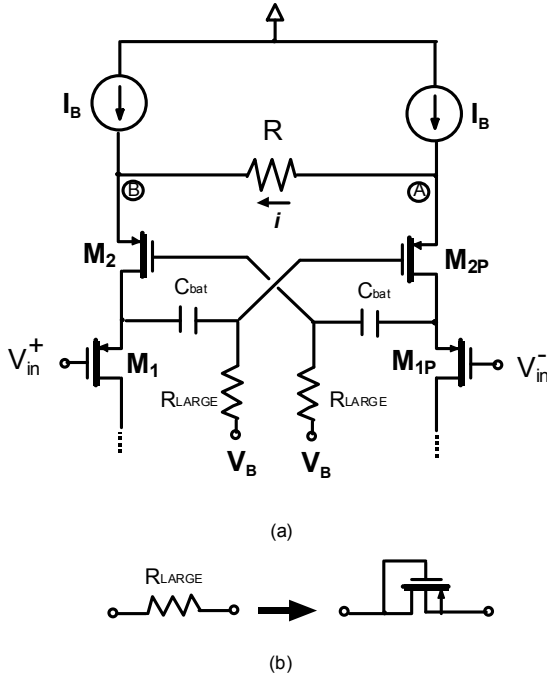 I_B
I_B
R
B
A
i
M_2
M_2P
C_bat
C_bat
V_in^+
M_1
M_1P
V_in^-
R_LARGE
R_LARGE
V_B
V_B
(a)
R_LARGE
(b)